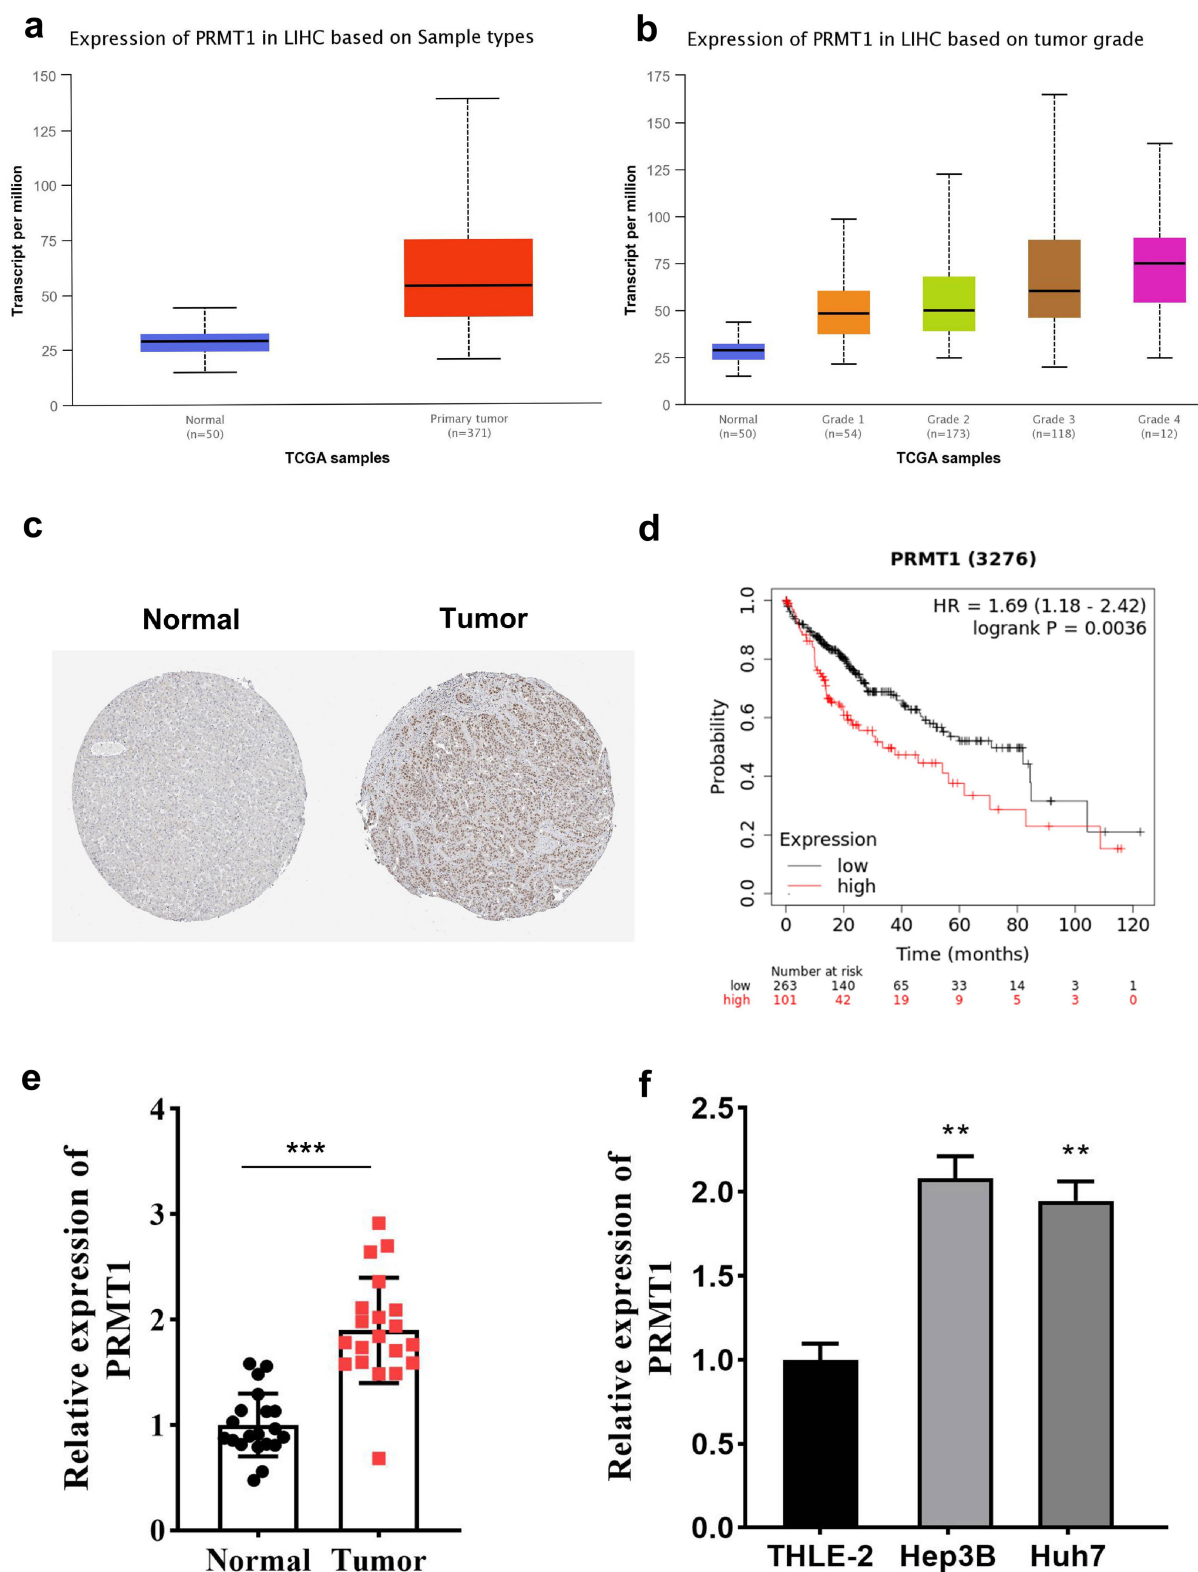 a
Expression of PRMT1 in LIHC based on Sample types
Transcript per million
150
125
100
75
50
25
0
Normal
(n=50)
Primary tumor
(n=371)
TCGA samples
b
Expression of PRMT1 in LIHC based on tumor grade
Transcript per million
175
150
125
100
75
50
25
0
Normal
(n=50)
Grade 1
(n=54)
Grade 2
(n=173)
Grade 3
(n=118)
Grade 4
(n=12)
TCGA samples
c
Normal Tumor
d
PRMT1 (3276)
HR = 1.69 (1.18 - 2.42)
logrank P = 0.0036
Probability
1.0
0.8
0.6
0.4
0.2
0.0
Expression
low
high
0 20 40 60 80 100 120
Time (months)
Number at risk
low 263 140 65 33 14 3 1
high 101 42 19 9 5 3 0
e
Relative expression of
PRMT1
4
3
2
1
0
***
Normal Tumor
f
Relative expression of
PRMT1
2.5
2.0
1.5
1.0
0.5
0.0
**
**
THLE-2 Hep3B Huh7